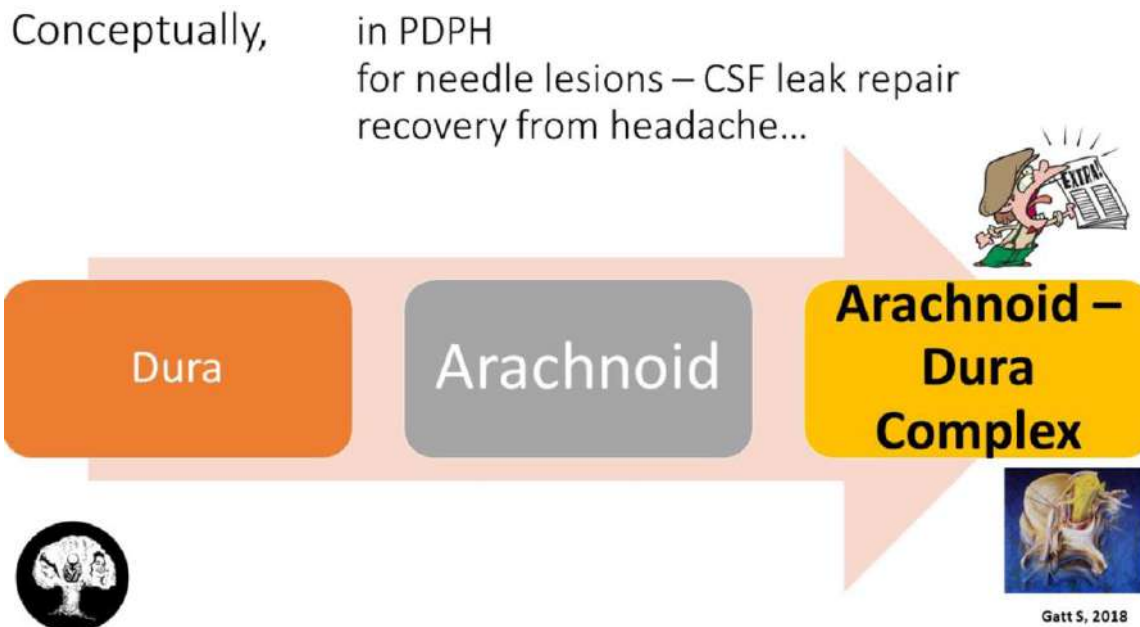 Conceptually,
in PDPH
for needle lesions – CSF leak repair
recovery from headache…
EXTRA!
Dura
Arachnoid
Arachnoid –
Dura
Complex
Gatt S, 2018